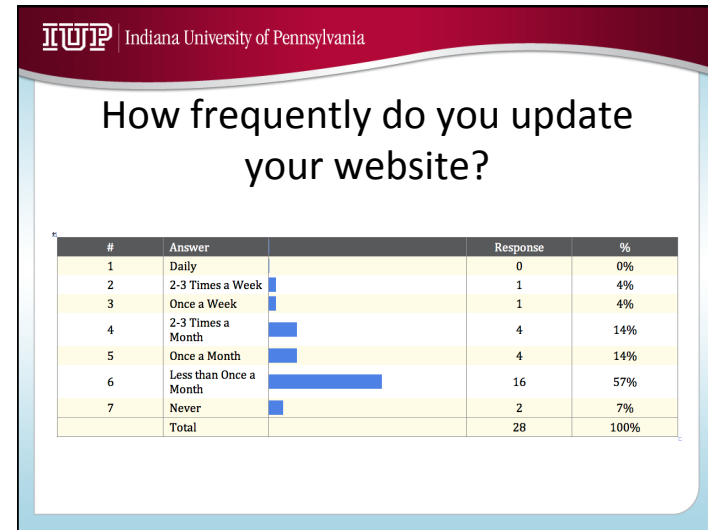 IUP Indiana University of Pennsylvania
How frequently do you update
your website?
# Answer Response %
1 Daily 0 0%
2 2-3 Times a Week 1 4%
3 Once a Week 1 4%
4 2-3 Times a Month 4 14%
5 Once a Month 4 14%
6 Less than Once a Month 16 57%
7 Never 2 7%
Total 28 100%